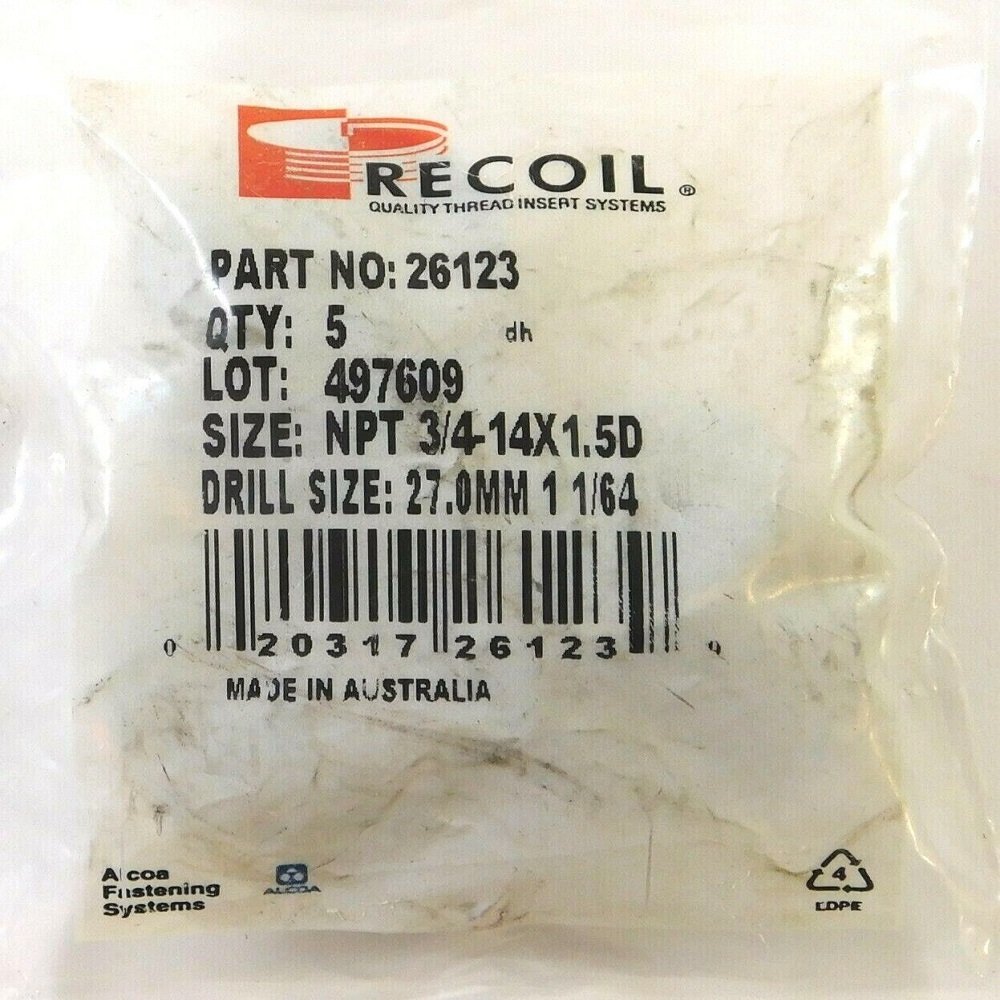 RECOIL®
QUALITY THREAD INSERT SYSTEMS
PART NO: 26123
QTY: 5 dh
LOT: 497609
SIZE: NPT 3/4-14X1.5D
DRILL SIZE: 27.0MM 1 1/64
0 20317 26123 9
MADE IN AUSTRALIA
Alcoa
Fastening
Systems
ALCOA
4
LDPE